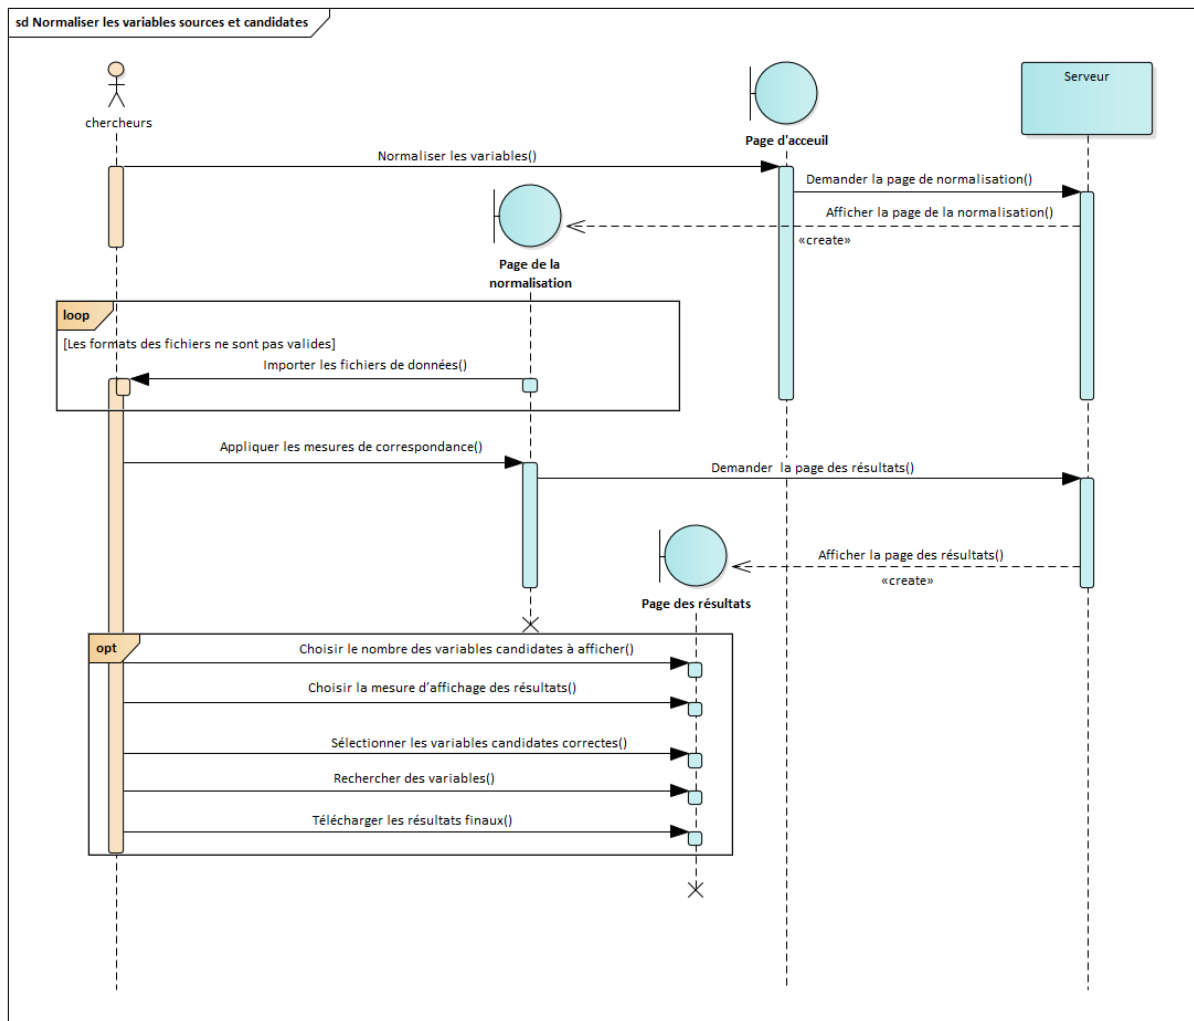 sd Normaliser les variables sources et candidates
chercheurs
Page d'acceuil
Serveur
Normaliser les variables()
Demander la page de normalisation()
Afficher la page de la normalisation()
«create»
Page de la
normalisation
loop
[Les formats des fichiers ne sont pas valides]
Importer les fichiers de données()
Appliquer les mesures de correspondance()
Demander  la page des résultats()
Afficher la page des résultats()
«create»
Page des résultats
opt
Choisir le nombre des variables candidates à afficher()
Choisir la mesure d’affichage des résultats()
Sélectionner les variables candidates correctes()
Rechercher des variables()
Télécharger les résultats finaux()